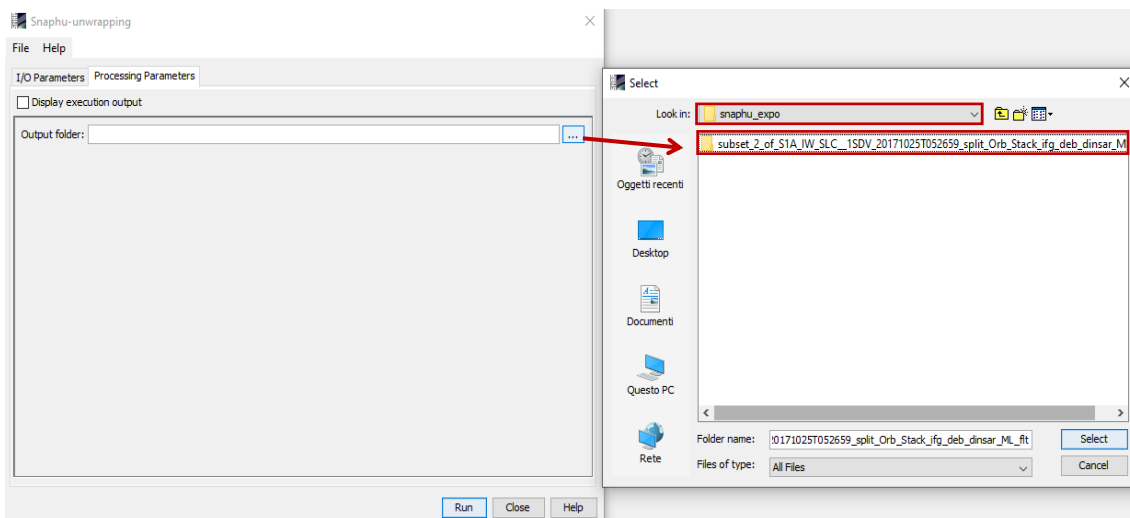 Snaphu-unwrapping
File Help
I/O Parameters Processing Parameters
Display execution output
Output folder:
...
Run Close Help
Select
Look in: snaphu_expo
subset_2_of_S1A_IW_SLC__1SDV_20171025T052659_split_Orb_Stack_ifg_deb_dinsar_M
Oggetti recenti
Desktop
Documenti
Questo PC
Rete
Folder name: !0171025T052659_split_Orb_Stack_ifg_deb_dinsar_ML_flt Select
Files of type: All Files Cancel